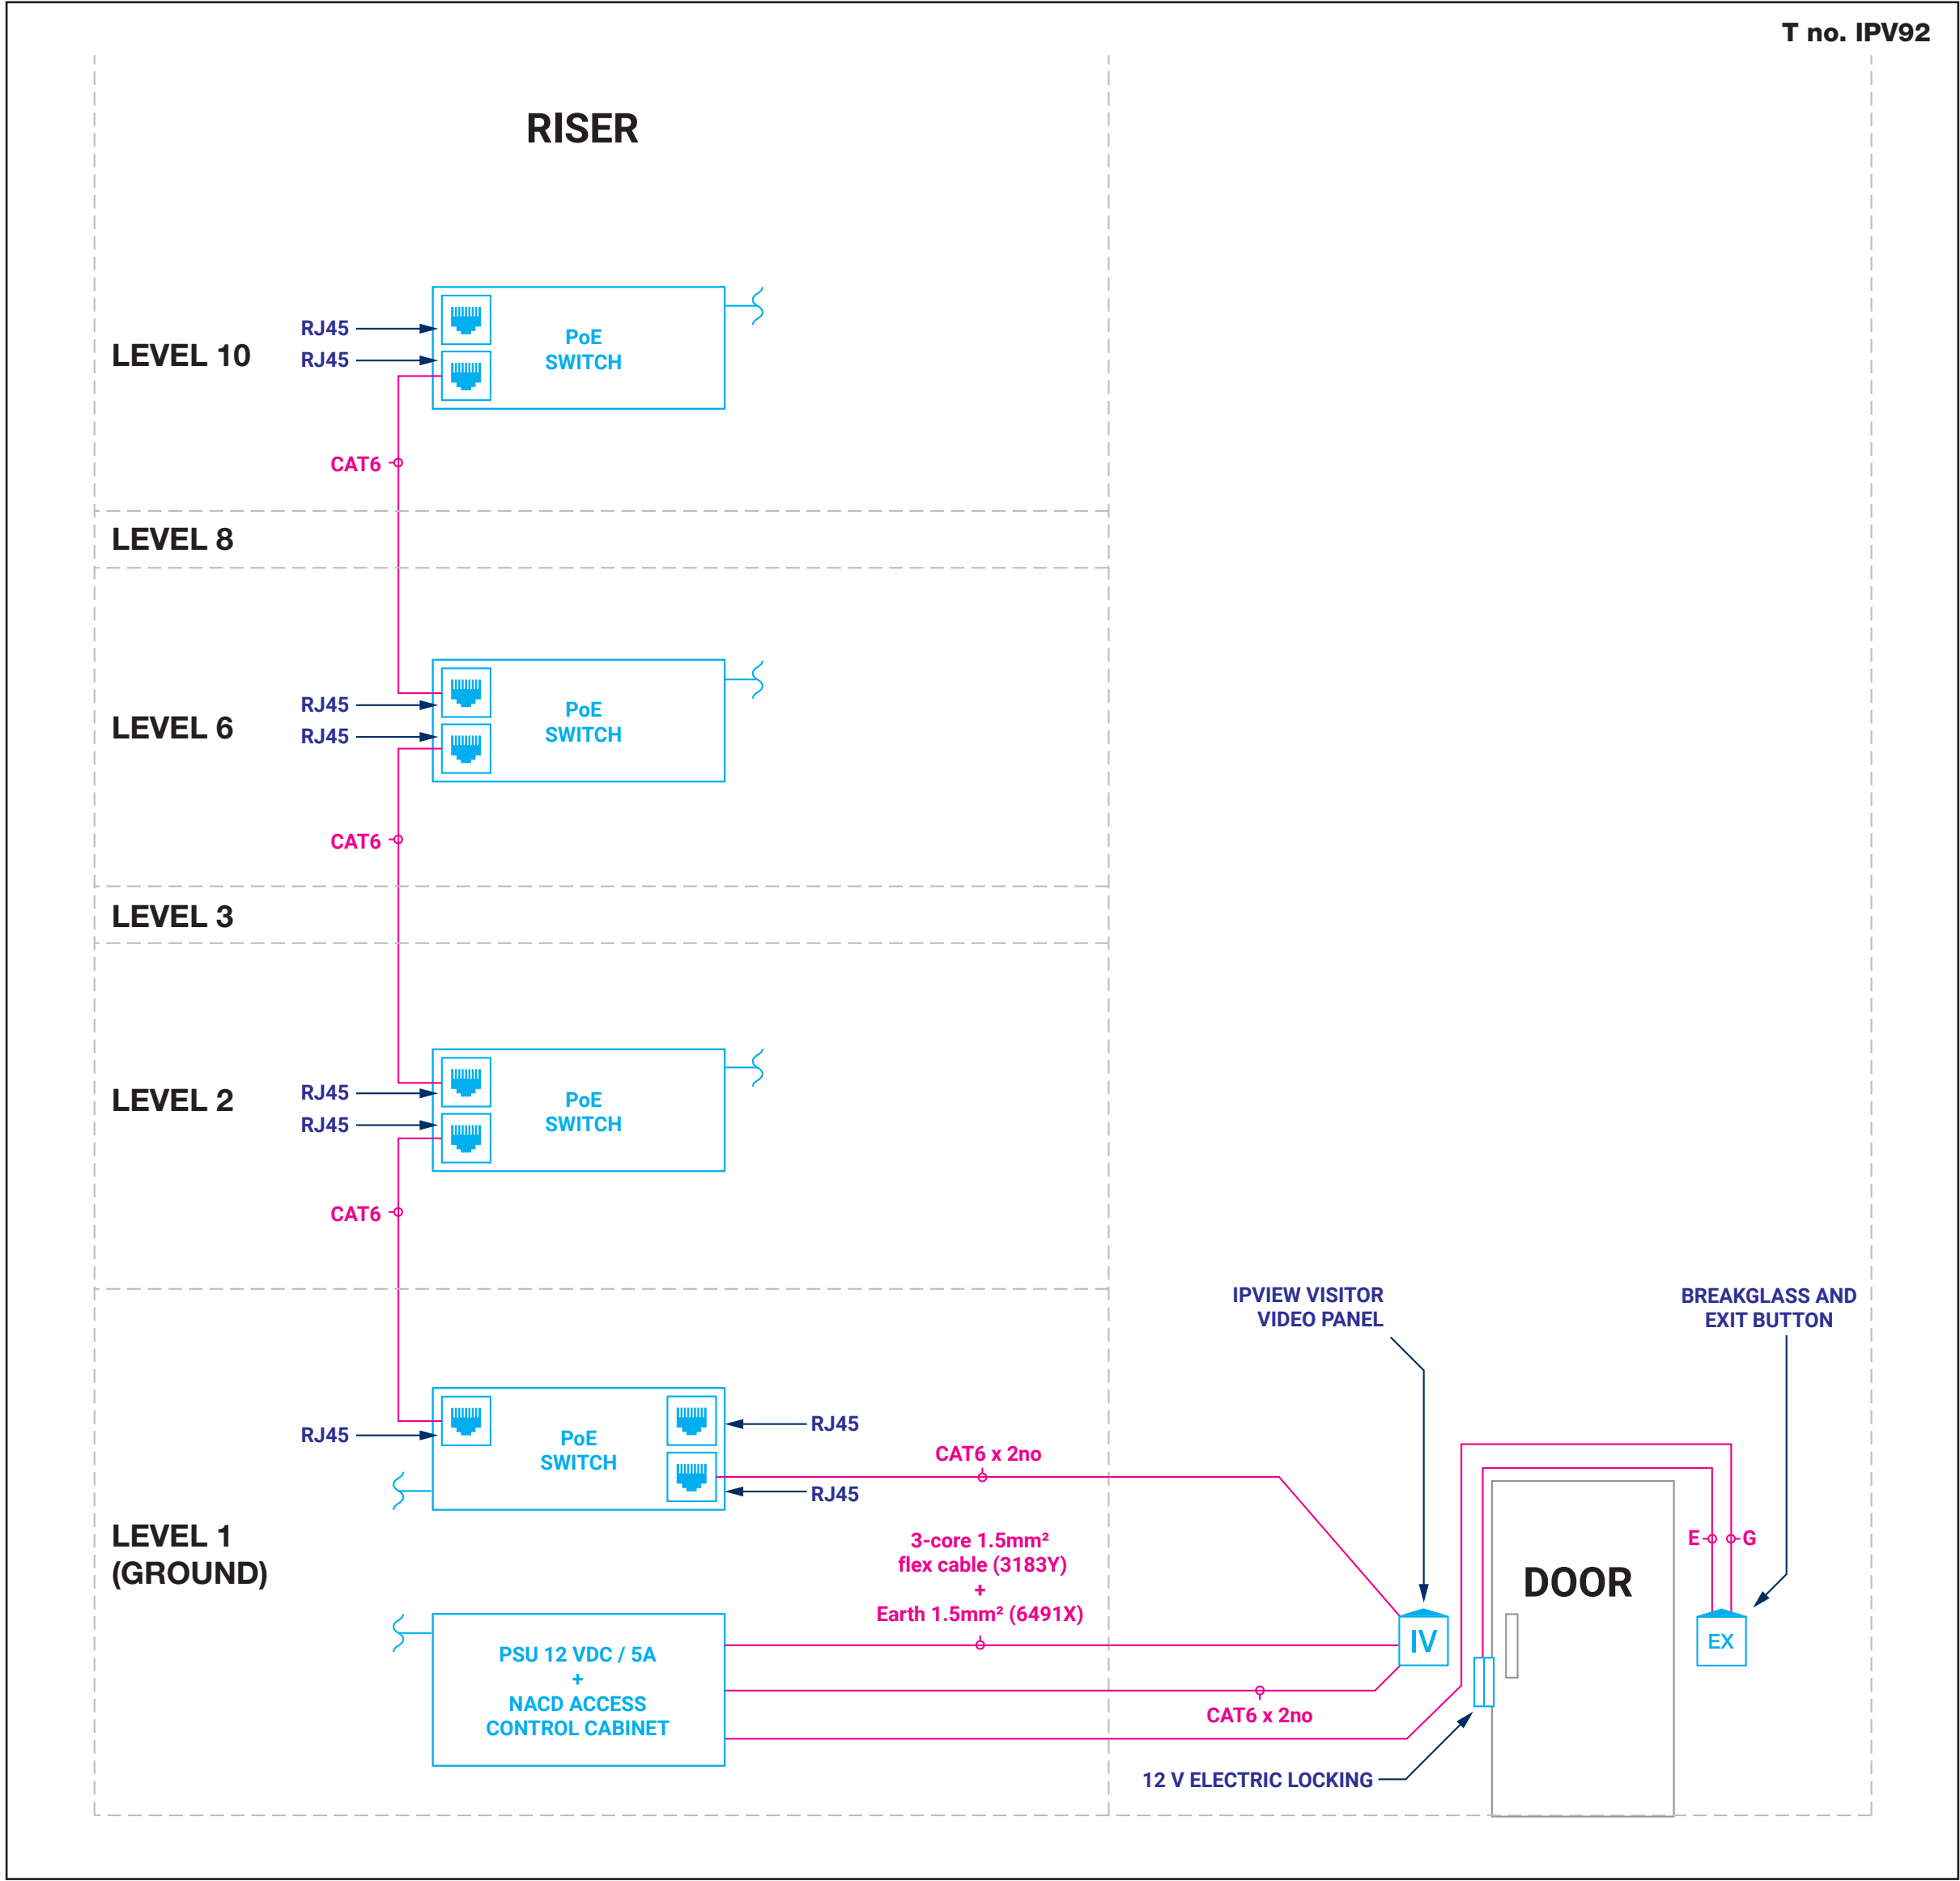 T no. IPV92
RISER
LEVEL 10
RJ45
RJ45
PoE
SWITCH
CAT6
LEVEL 8
LEVEL 6
RJ45
RJ45
PoE
SWITCH
CAT6
LEVEL 3
LEVEL 2
RJ45
RJ45
PoE
SWITCH
CAT6
IPVIEW VISITOR
VIDEO PANEL
BREAKGLASS AND
EXIT BUTTON
LEVEL 1
(GROUND)
RJ45
PoE
SWITCH
RJ45
RJ45
CAT6 x 2no
3-core 1.5mm²
flex cable (3183Y)
+
Earth 1.5mm² (6491X)
E
G
DOOR
IV
EX
PSU 12 VDC / 5A
+
NACD ACCESS
CONTROL CABINET
CAT6 x 2no
12 V ELECTRIC LOCKING